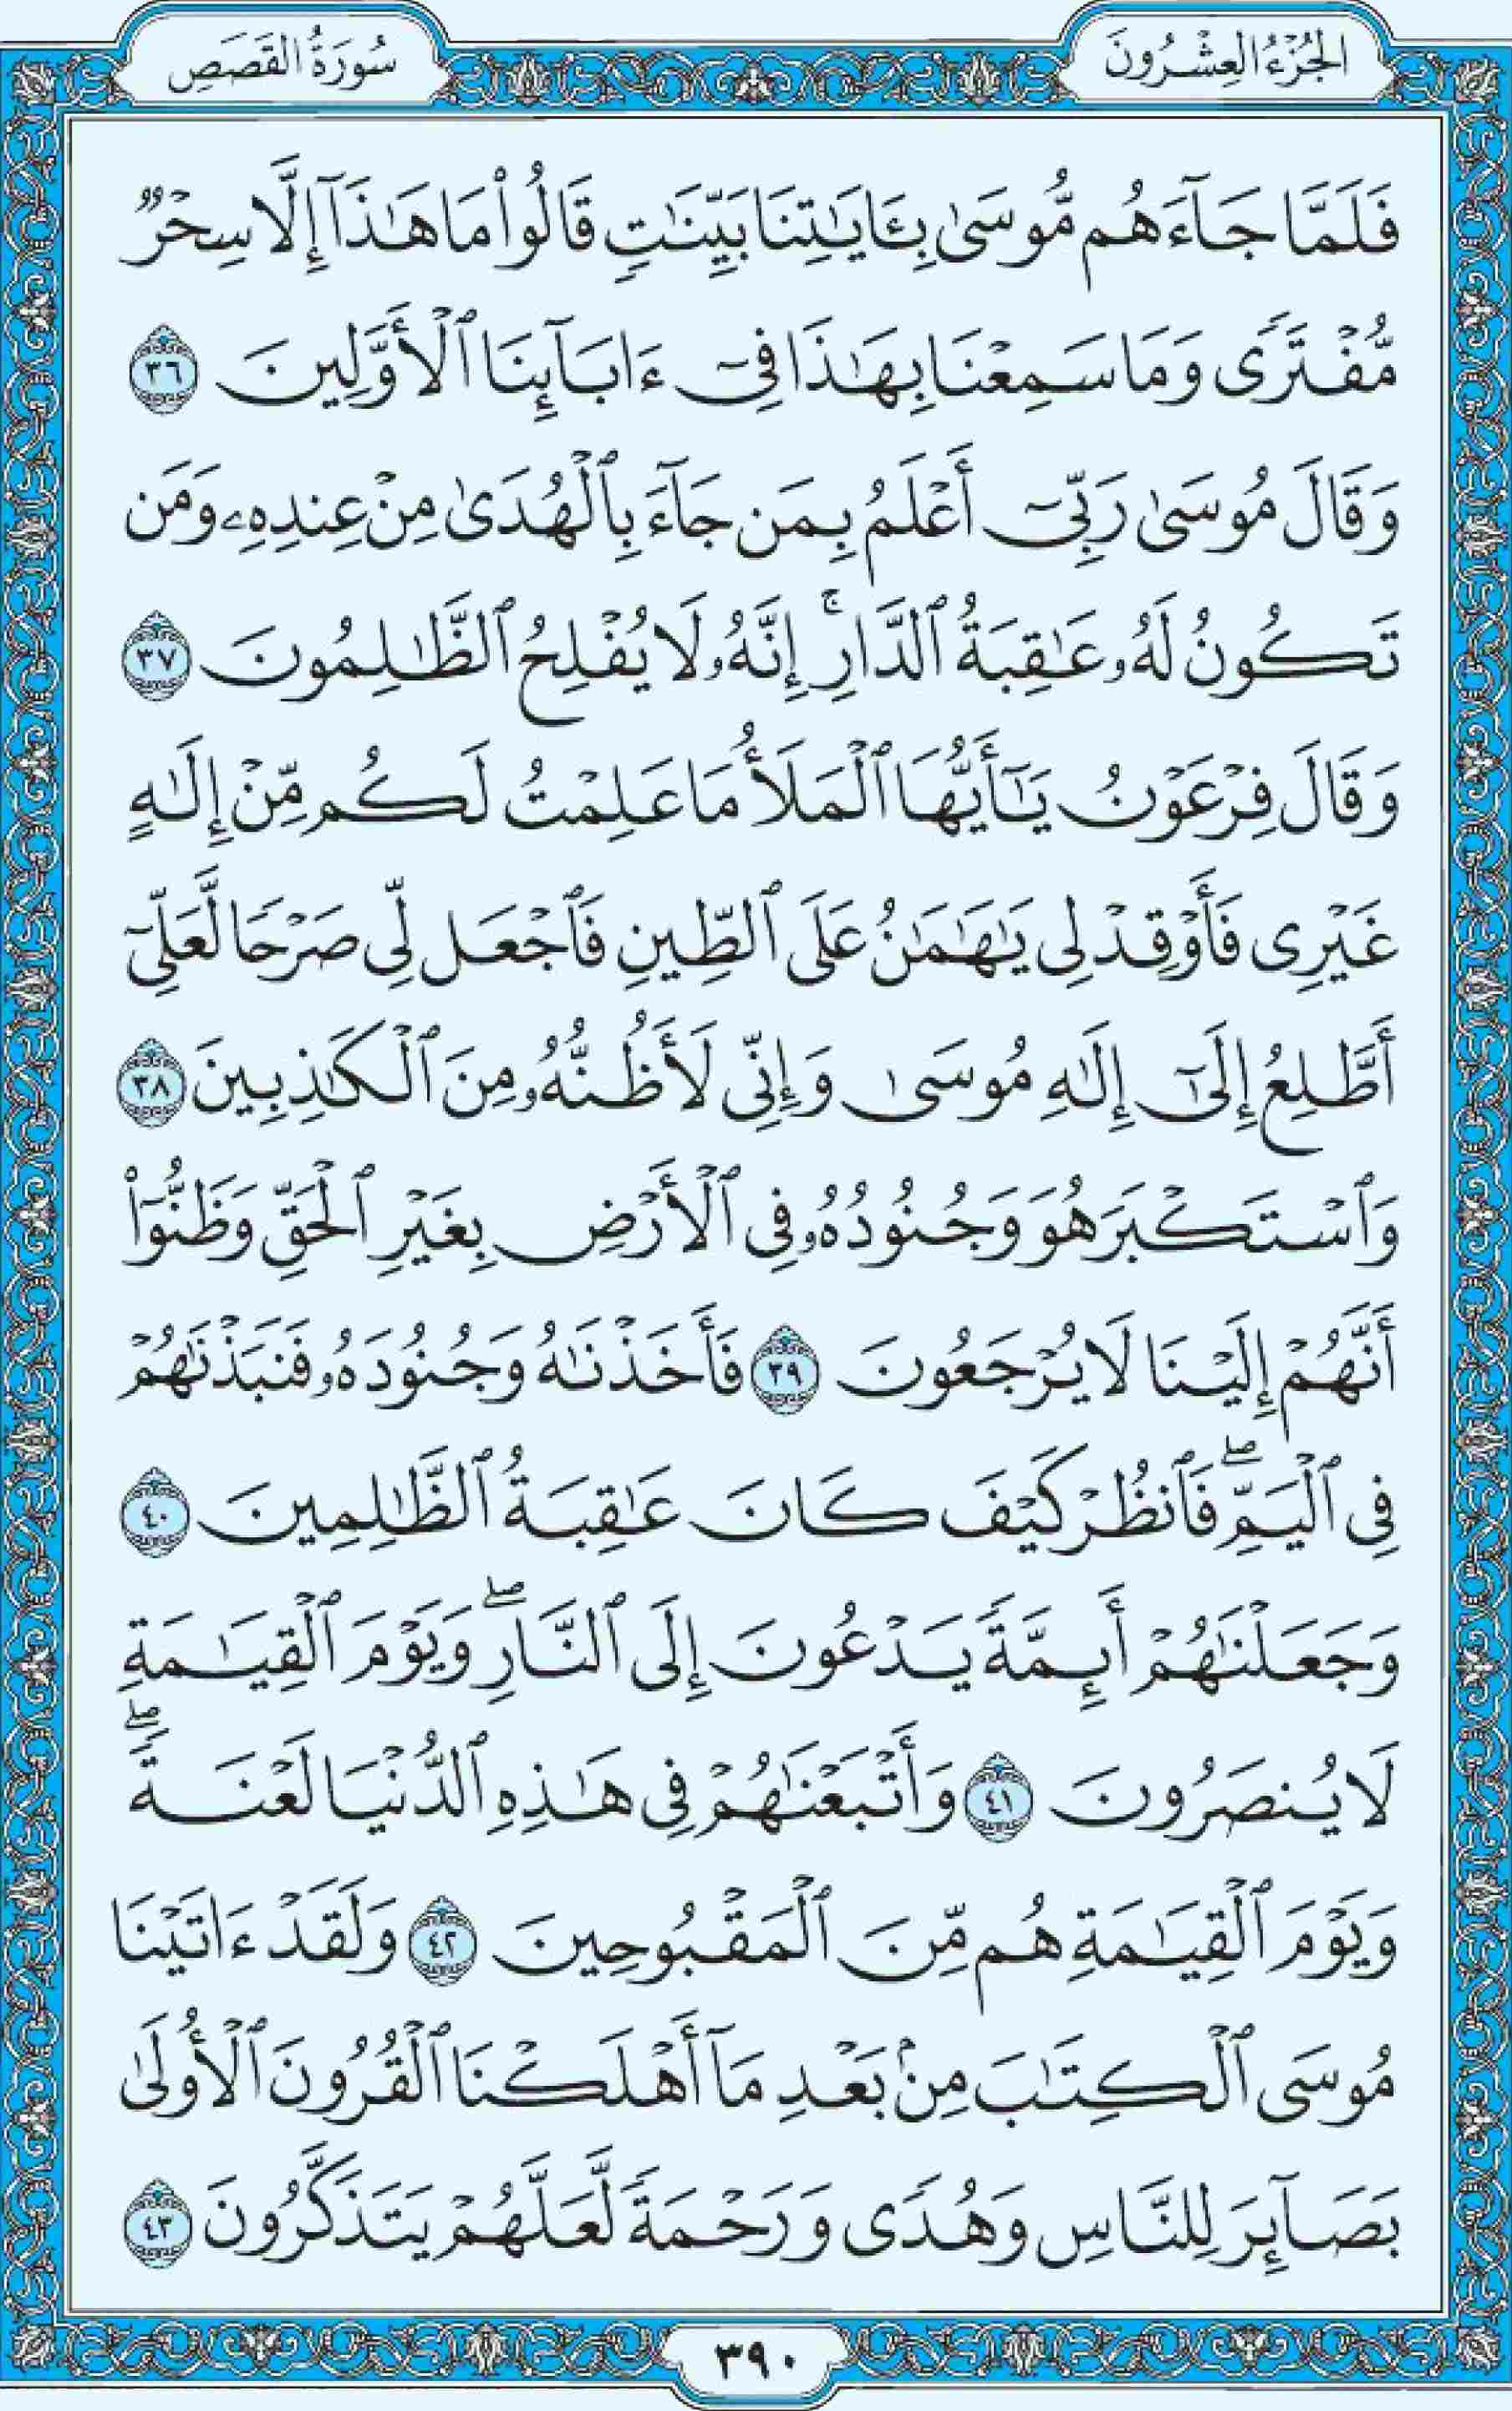 الجُزْءُ العِشْرُونَ
سُورَةُ القَصَصِ
فَلَمَّا جَآءَهُم مُّوسَىٰ بِـَٔايَـٰتِنَا بَيِّنَـٰتٍ قَالُوا۟ مَا هَـٰذَآ إِلَّا سِحْرٌ
مُّفْتَرًى وَمَا سَمِعْنَا بِهَـٰذَا فِىٓ ءَابَآئِنَا ٱلْأَوَّلِينَ ٣٦
وَقَالَ مُوسَىٰ رَبِّىٓ أَعْلَمُ بِمَن جَآءَ بِٱلْهُدَىٰ مِنْ عِندِهِۦ وَمَن
تَكُونُ لَهُۥ عَـٰقِبَةُ ٱلدَّارِ ۚ إِنَّهُۥ لَا يُفْلِحُ ٱلظَّـٰلِمُونَ ٣٧
وَقَالَ فِرْعَوْنُ يَـٰٓأَيُّهَا ٱلْمَلَأُ مَا عَلِمْتُ لَكُم مِّنْ إِلَـٰهٍ
غَيْرِى فَأَوْقِدْ لِى يَـٰهَـٰمَـٰنُ عَلَى ٱلطِّينِ فَٱجْعَل لِّى صَرْحًا لَّعَلِّىٓ
أَطَّلِعُ إِلَىٰٓ إِلَـٰهِ مُوسَىٰ وَإِنِّى لَأَظُنُّهُۥ مِنَ ٱلْكَـٰذِبِينَ ٣٨
وَٱسْتَكْبَرَ هُوَ وَجُنُودُهُۥ فِى ٱلْأَرْضِ بِغَيْرِ ٱلْحَقِّ وَظَنُّوٓا۟
أَنَّهُمْ إِلَيْنَا لَا يُرْجَعُونَ ٣٩ فَأَخَذْنَـٰهُ وَجُنُودَهُۥ فَنَبَذْنَـٰهُمْ
فِى ٱلْيَمِّ ۖ فَٱنظُرْ كَيْفَ كَانَ عَـٰقِبَةُ ٱلظَّـٰلِمِينَ ٤٠
وَجَعَلْنَـٰهُمْ أَئِمَّةً يَدْعُونَ إِلَى ٱلنَّارِ ۖ وَيَوْمَ ٱلْقِيَـٰمَةِ
لَا يُنصَرُونَ ٤١ وَأَتْبَعْنَـٰهُمْ فِى هَـٰذِهِ ٱلدُّنْيَا لَعْنَةً ۖ
وَيَوْمَ ٱلْقِيَـٰمَةِ هُم مِّنَ ٱلْمَقْبُوحِينَ ٤٢ وَلَقَدْ ءَاتَيْنَا
مُوسَى ٱلْكِتَـٰبَ مِنۢ بَعْدِ مَآ أَهْلَكْنَا ٱلْقُرُونَ ٱلْأُولَىٰ
بَصَآئِرَ لِلنَّاسِ وَهُدًى وَرَحْمَةً لَّعَلَّهُمْ يَتَذَكَّرُونَ ٤٣
٣٩٠